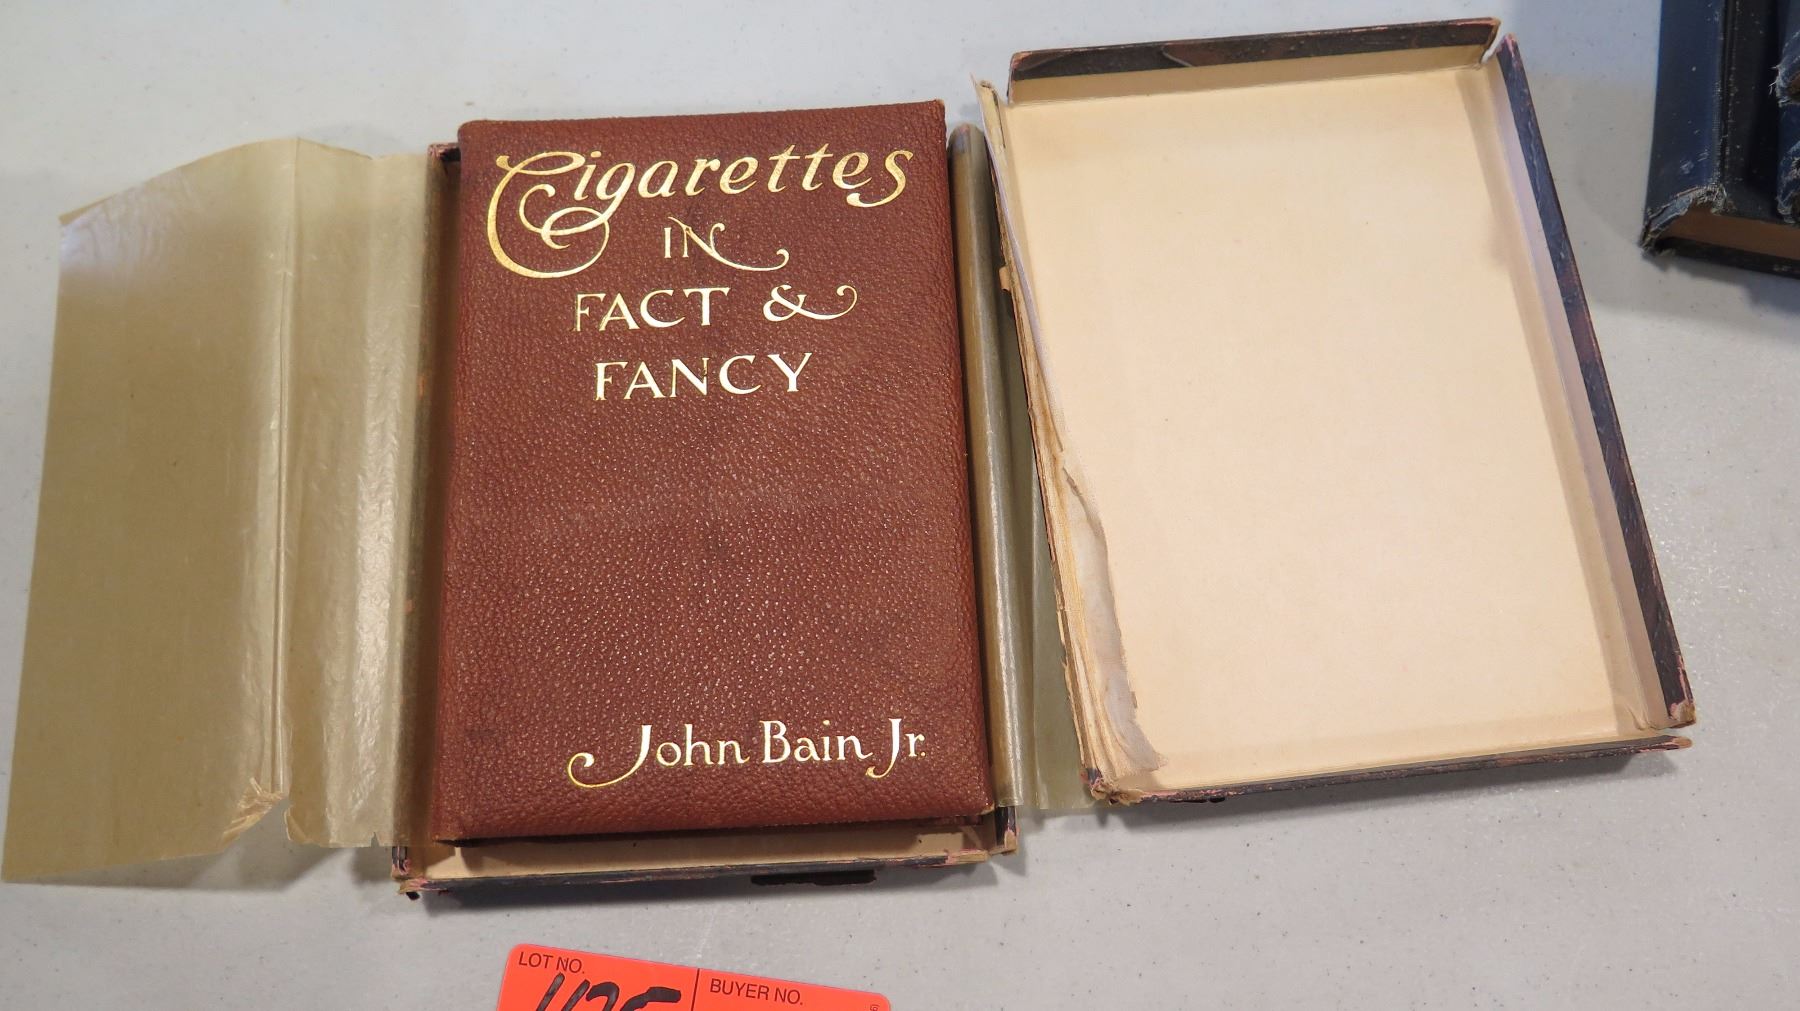 Cigarettes
IN
FACT &
FANCY
John Bain Jr.
LOT NO.
BUYER NO.